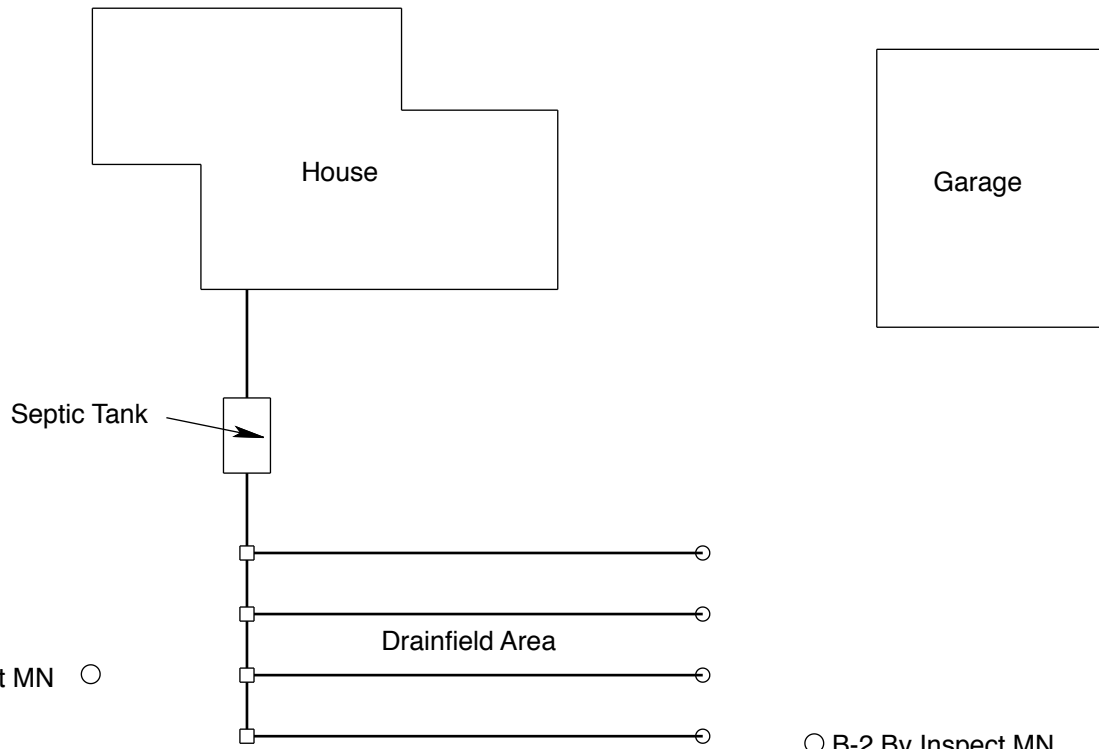 House
Garage
Septic Tank
Drainfield Area
MN
B-2 By Inspect MN